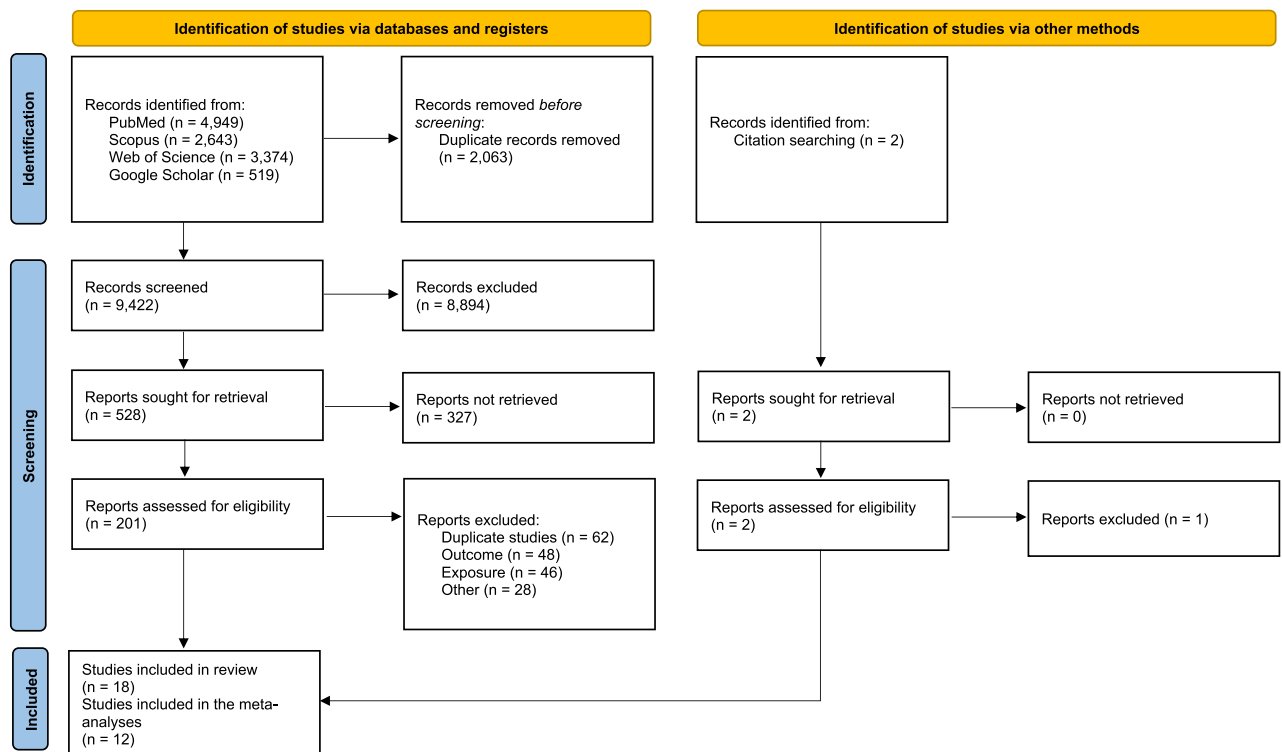 Identification of studies via databases and registers
Identification of studies via other methods
Identification
Records identified from:
PubMed (n = 4,949)
Scopus (n = 2,643)
Web of Science (n = 3,374)
Google Scholar (n = 519)
Records removed before
screening:
Duplicate records removed
(n = 2,063)
Records identified from:
Citation searching (n = 2)
Screening
Records screened
(n = 9,422)
Records excluded
(n = 8,894)
Reports sought for retrieval
(n = 528)
Reports not retrieved
(n = 327)
Reports sought for retrieval
(n = 2)
Reports not retrieved
(n = 0)
Reports assessed for eligibility
(n = 201)
Reports excluded:
Duplicate studies (n = 62)
Outcome (n = 48)
Exposure (n = 46)
Other (n = 28)
Reports assessed for eligibility
(n = 2)
Reports excluded (n = 1)
Included
Studies included in review
(n = 18)
Studies included in the meta-
analyses
(n = 12)